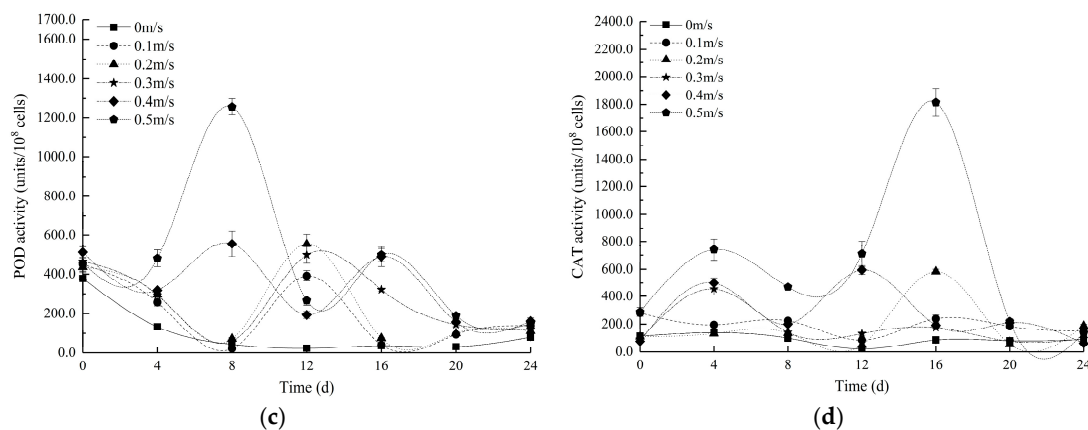 1700.0
1600.0
1400.0
1200.0
1000.0
800.0
600.0
400.0
200.0
0.0
POD activity (units/10⁸ cells)
0m/s
0.1m/s
0.2m/s
0.3m/s
0.4m/s
0.5m/s
0 4 8 12 16 20 24
Time (d)
(c)
2400.0
2200.0
2000.0
1800.0
1600.0
1400.0
1200.0
1000.0
800.0
600.0
400.0
200.0
0.0
CAT activity (units/10⁸ cells)
0m/s
0.1m/s
0.2m/s
0.3m/s
0.4m/s
0.5m/s
0 4 8 12 16 20 24
Time (d)
(d)